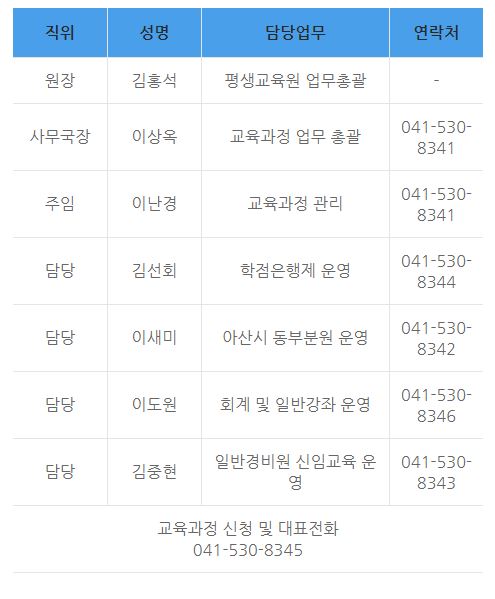 직위 성명 담당업무 연락처
원장 김홍석 평생교육원 업무총괄 -
사무국장 이상옥 교육과정 업무 총괄 041-530-
8341
주임 이난경 교육과정 관리 041-530-
8341
담당 김선회 학점은행제 운영 041-530-
8344
담당 이새미 아산시 동부분원 운영 041-530-
8342
담당 이도원 회계 및 일반강좌 운영 041-530-
8346
담당 김중현 일반경비원 신임교육 운 041-530-
영 8343
교육과정 신청 및 대표전화
041-530-8345